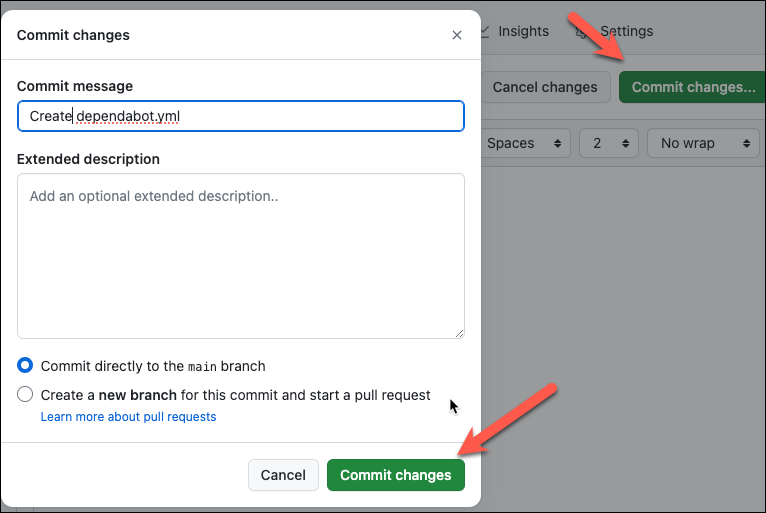 Commit changes
Insights
Settings
Cancel changes
Commit changes...
Commit message
Create dependabot.yml
Spaces
2
No wrap
Extended description
Add an optional extended description..
Commit directly to the main branch
Create a new branch for this commit and start a pull request
Learn more about pull requests
Cancel
Commit changes